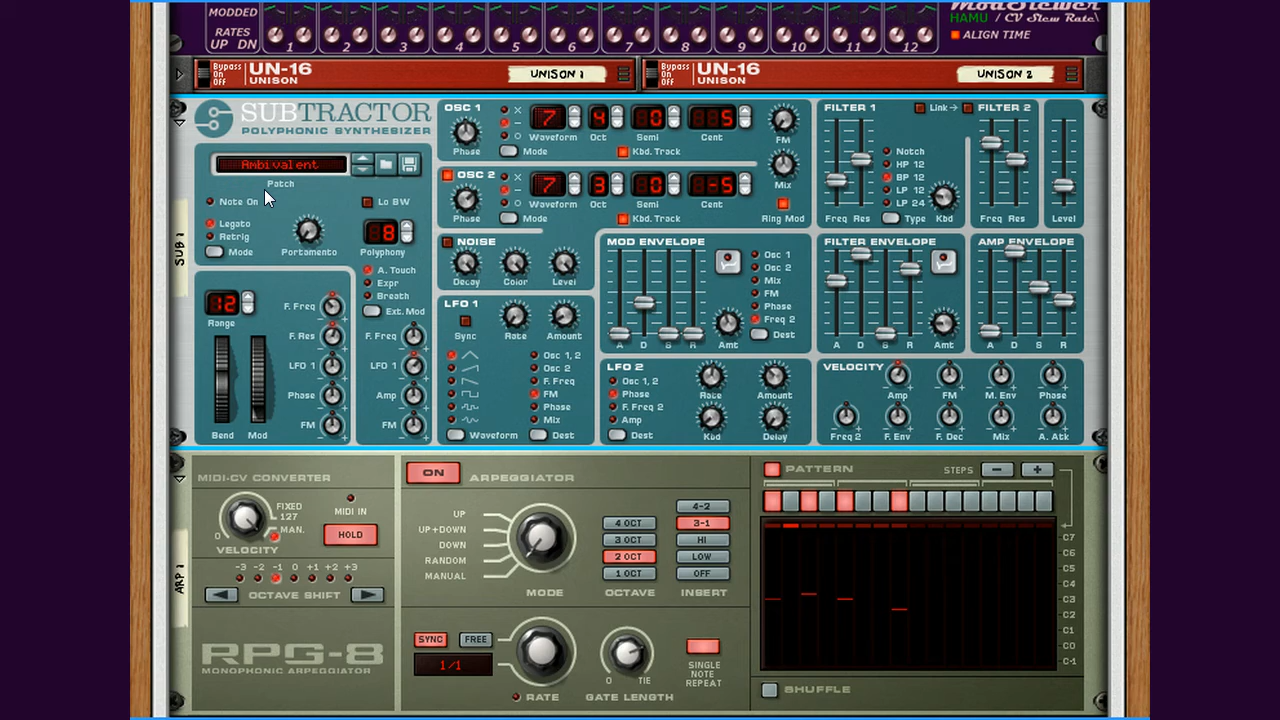 MODDED
RATES
UP DN
1 2 3 4 5 6 7 8 9 10 11 12
ModStewer
HAMU / CV Slew Rate\
ALIGN TIME
Bypass
On
Off
UN-16
UNISON
UNISON 1
Bypass
On
Off
UN-16
UNISON
UNISON 2
SUBTRACTOR
POLYPHONIC SYNTHESIZER
Ambivalent
Patch
Note On
Lo BW
Legato
Retrig
Mode
Portamento
8
Polyphony
SUB 1
12
Range
F. Freq
F. Res
LFO 1
Phase
FM
Bend Mod
A. Touch
Expr
Breath
Ext. Mod
F. Freq
LFO 1
Amp
FM
OSC 1
Phase
X
-
O
Mode
7 4 0 5
Waveform Oct Semi Cent
Kbd. Track
FM
OSC 2
Phase
X
-
O
Mode
7 3 0 -5
Waveform Oct Semi Cent
Kbd. Track
Mix
Ring Mod
NOISE
Decay Color Level
LFO 1
Sync Rate Amount
Osc 1, 2
Osc 2
F. Freq
FM
Phase
Mix
Waveform Dest
MOD ENVELOPE
A D S R Amt
Osc 1
Osc 2
Mix
FM
Phase
Freq 2
Dest
LFO 2
Osc 1, 2
Phase
F. Freq 2
Amp
Dest
Rate Amount
Kbd Delay
FILTER 1 Link→ FILTER 2
Notch
HP 12
BP 12
LP 12
LP 24
Freq Res Type Kbd Freq Res Level
FILTER ENVELOPE
A D S R Amt
AMP ENVELOPE
A D S R
VELOCITY
Amp FM M. Env Phase
Freq 2 F. Env F. Dec Mix A. Atk
MIDI-CV CONVERTER
FIXED
127
MAN.
0
VELOCITY
MIDI IN
HOLD
-3 -2 -1 0 +1 +2 +3
OCTAVE SHIFT
ARP 1
RPG-8
MONOPHONIC ARPEGGIATOR
ON ARPEGGIATOR
UP
UP+DOWN
DOWN
RANDOM
MANUAL
MODE
4 OCT
3 OCT
2 OCT
1 OCT
OCTAVE
4-2
3-1
HI
LOW
OFF
INSERT
SYNC FREE
1/1
RATE
0 TIE
GATE LENGTH
SINGLE
NOTE
REPEAT
PATTERN STEPS - +
C7
C6
C5
C4
C3
C2
C1
C0
C-1
SHUFFLE